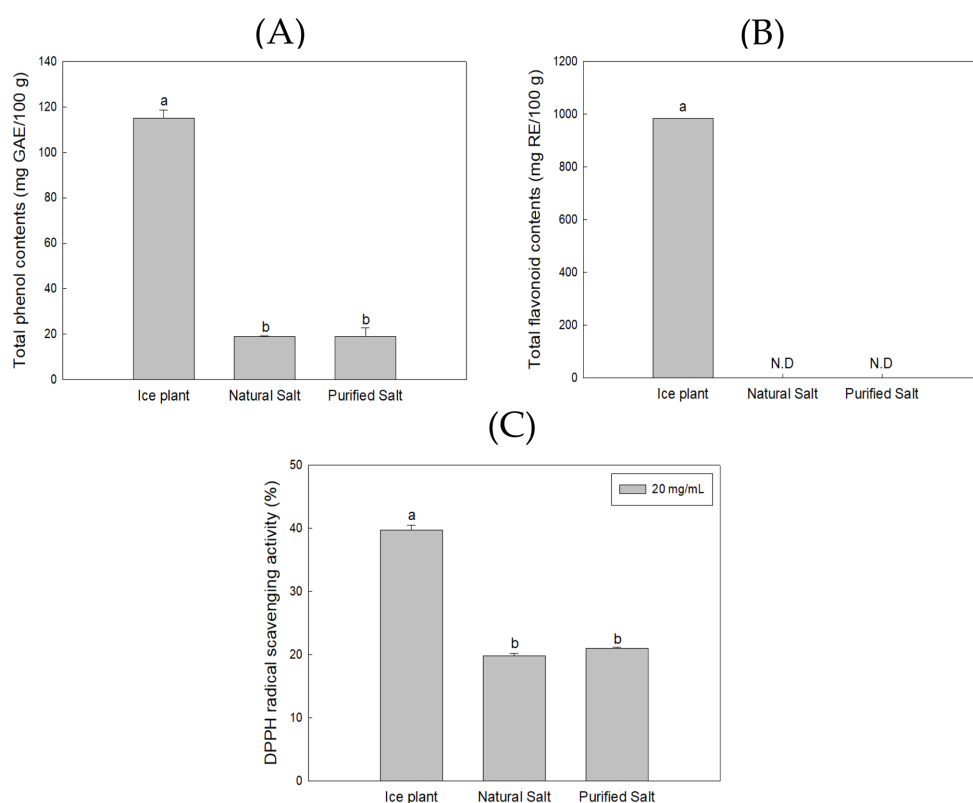 (A)
Total phenol contents (mg GAE/100 g)
140
120
100
80
60
40
20
0
a
b
b
Ice plant Natural Salt Purified Salt
(B)
Total flavonoid contents (mg RE/100 g)
1200
1000
800
600
400
200
0
a
N.D
N.D
Ice plant Natural Salt Purified Salt
(C)
DPPH radical scavenging activity (%)
50
40
30
20
10
0
20 mg/mL
a
b
b
Ice plant Natural Salt Purified Salt